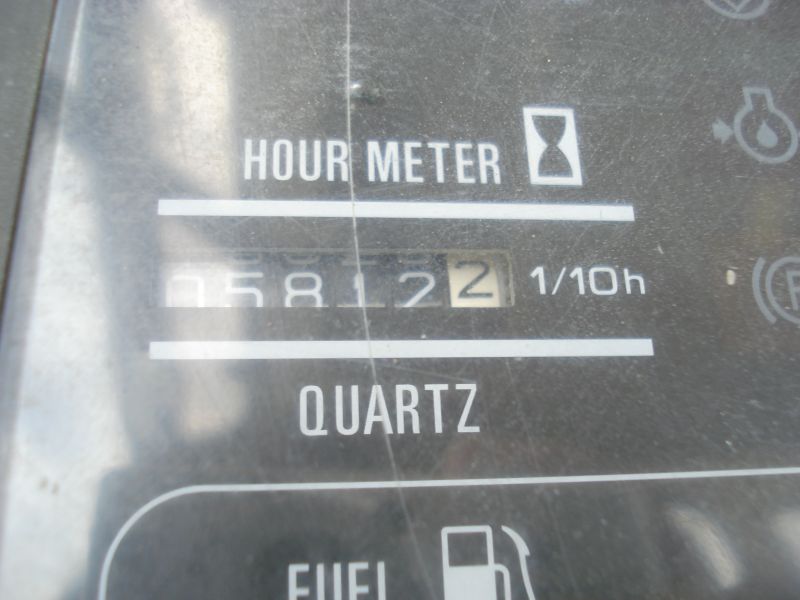 HOUR METER
058122 1/10h
QUARTZ
FUEL